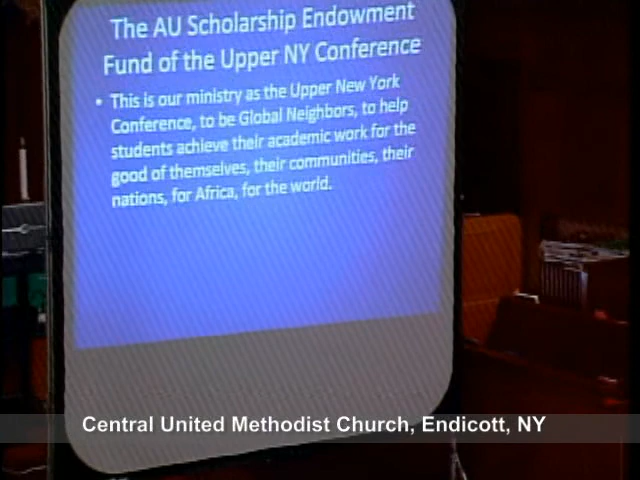 The AU Scholarship Endowment
Fund of the Upper NY Conference
• This is our ministry as the Upper New York
Conference, to be Global Neighbors, to help
students achieve their academic work for the
good of themselves, their communities, their
nations, for Africa, for the world.
Central United Methodist Church, Endicott, NY